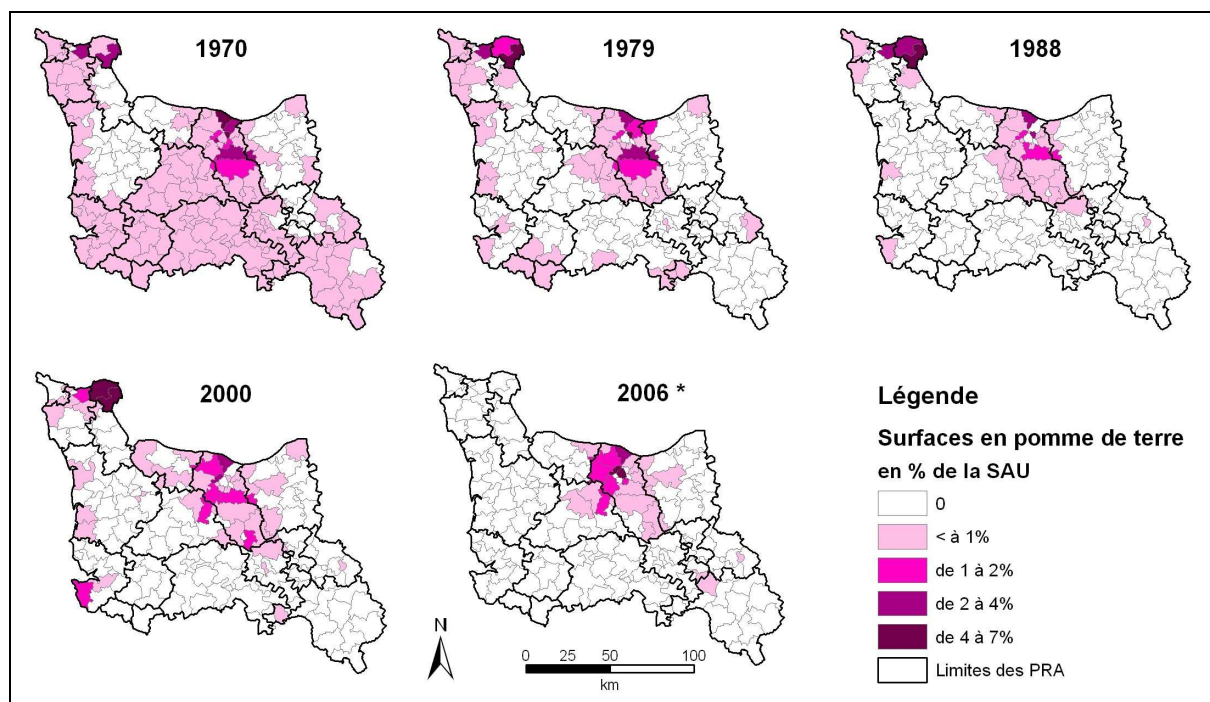 1970
1979
1988
2000
2006 *
Légende
Surfaces en pomme de terre
en % de la SAU
0
< à 1%
de 1 à 2%
de 2 à 4%
de 4 à 7%
Limites des PRA
N
0 25 50 100
km